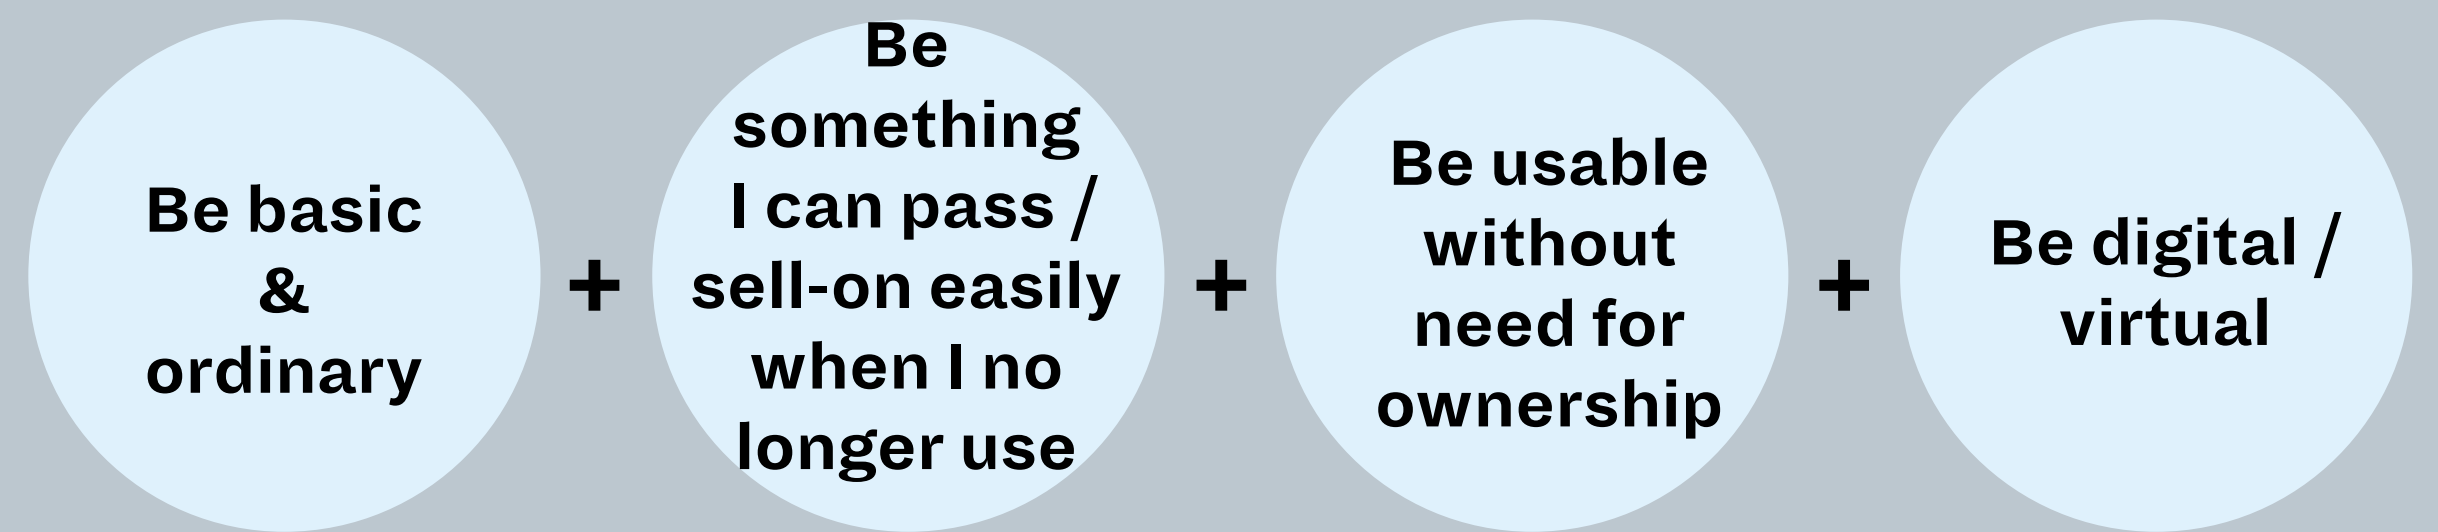 Be basic
&
ordinary
+
Be
something
I can pass /
sell-on easily
when I no
longer use
+
Be usable
without
need for
ownership
+
Be digital /
virtual